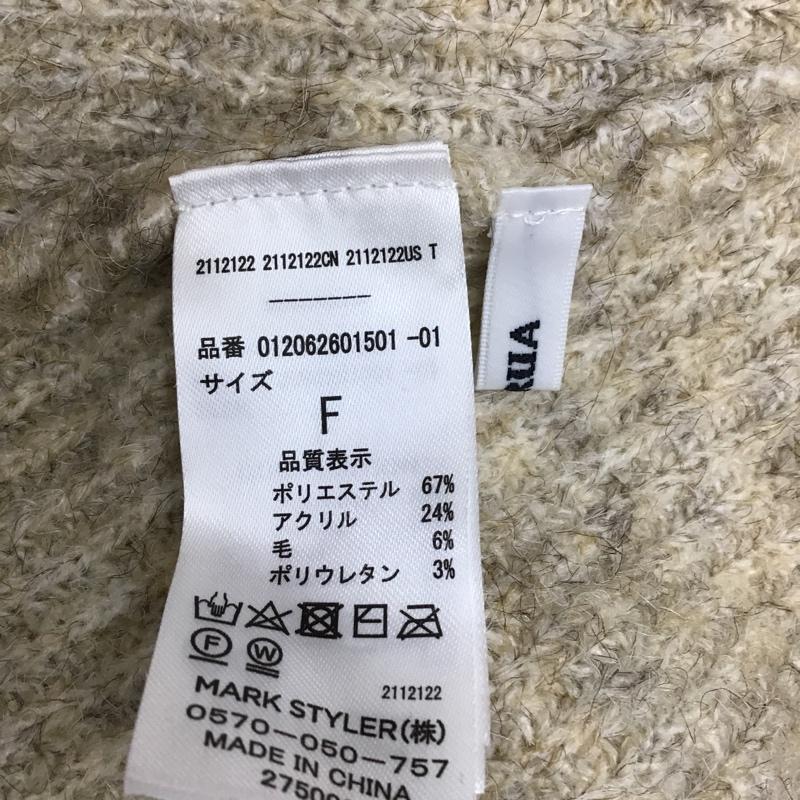 2112122 2112122CN 2112122US T
-------
品番 012062601501 -01
サイズ
F
品質表示
ポリエステル 67%
アクリル 24%
毛 6%
ポリウレタン 3%
F
W
2112122
MARK STYLER(株)
0570-050-757
MADE IN CHINA